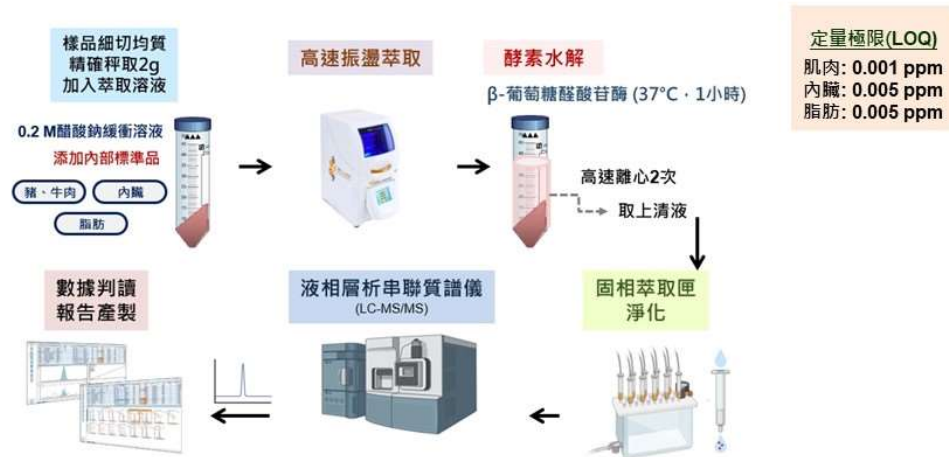 樣品細切均質
精確秤取2g
加入萃取溶液
0.2 M醋酸鈉緩衝溶液
添加內部標準品
豬、牛肉
內臟
脂肪
高速振盪萃取
酵素水解
β-葡萄糖醛酸苷酶 (37℃，1小時)
高速離心2次
取上清液
定量極限(LOQ)
肌肉: 0.001 ppm
內臟: 0.005 ppm
脂肪: 0.005 ppm
固相萃取匣
淨化
液相層析串聯質譜儀
(LC-MS/MS)
數據判讀
報告產製